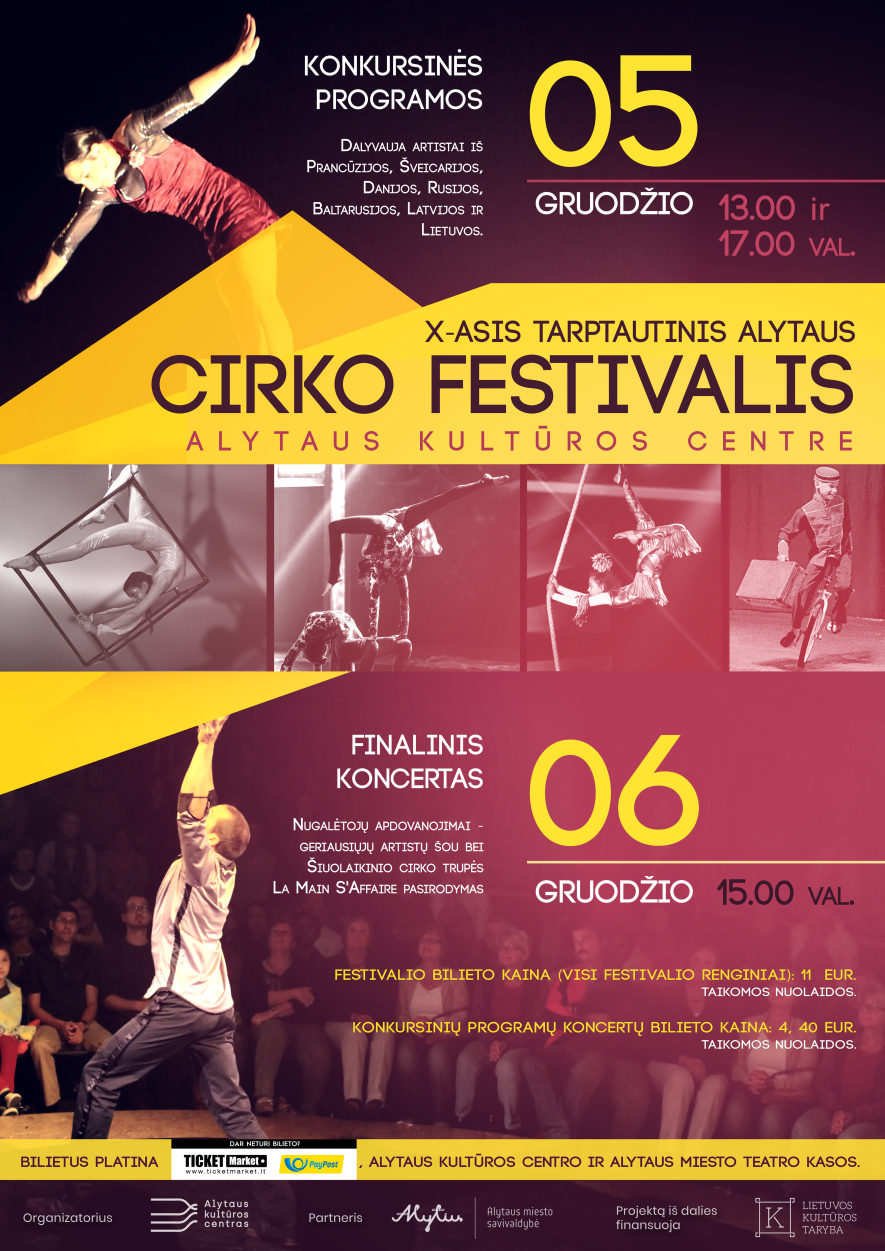 KONKURSINĖS
PROGRAMOS
Dalyvauja artistai iš
Prancūzijos, Šveicarijos,
Danijos, Rusijos,
Baltarusijos, Latvijos ir
Lietuvos.
05
GRUODŽIO
13.00 ir
17.00 VAL.
X-ASIS TARPTAUTINIS ALYTAUS
CIRKO FESTIVALIS
ALYTAUS KULTŪROS CENTRE
FINALINIS
KONCERTAS
Nugalėtojų apdovanojimai -
geriausiųjų artistų šou bei
Šiuolaikinio cirko trupės
La Main S'Affaire pasirodymas
06
GRUODŽIO
15.00 VAL.
FESTIVALIO BILIETO KAINA (VISI FESTIVALIO RENGINIAI): 11 EUR.
TAIKOMOS NUOLAIDOS.
KONKURSINIŲ PROGRAMŲ KONCERTŲ BILIETO KAINA: 4, 40 EUR.
TAIKOMOS NUOLAIDOS.
BILIETUS PLATINA
DAR NETURI BILIETO?
TICKET Market
www.ticketmarket.lt
PayPost
, ALYTAUS KULTŪROS CENTRO IR ALYTAUS MIESTO TEATRO KASOS.
Organizatorius
Alytaus
kultūros
centras
Partneris
Alytus
Alytaus miesto
savivaldybė
Projektą iš dalies
finansuoja
K
LIETUVOS
KULTŪROS
TARYBA